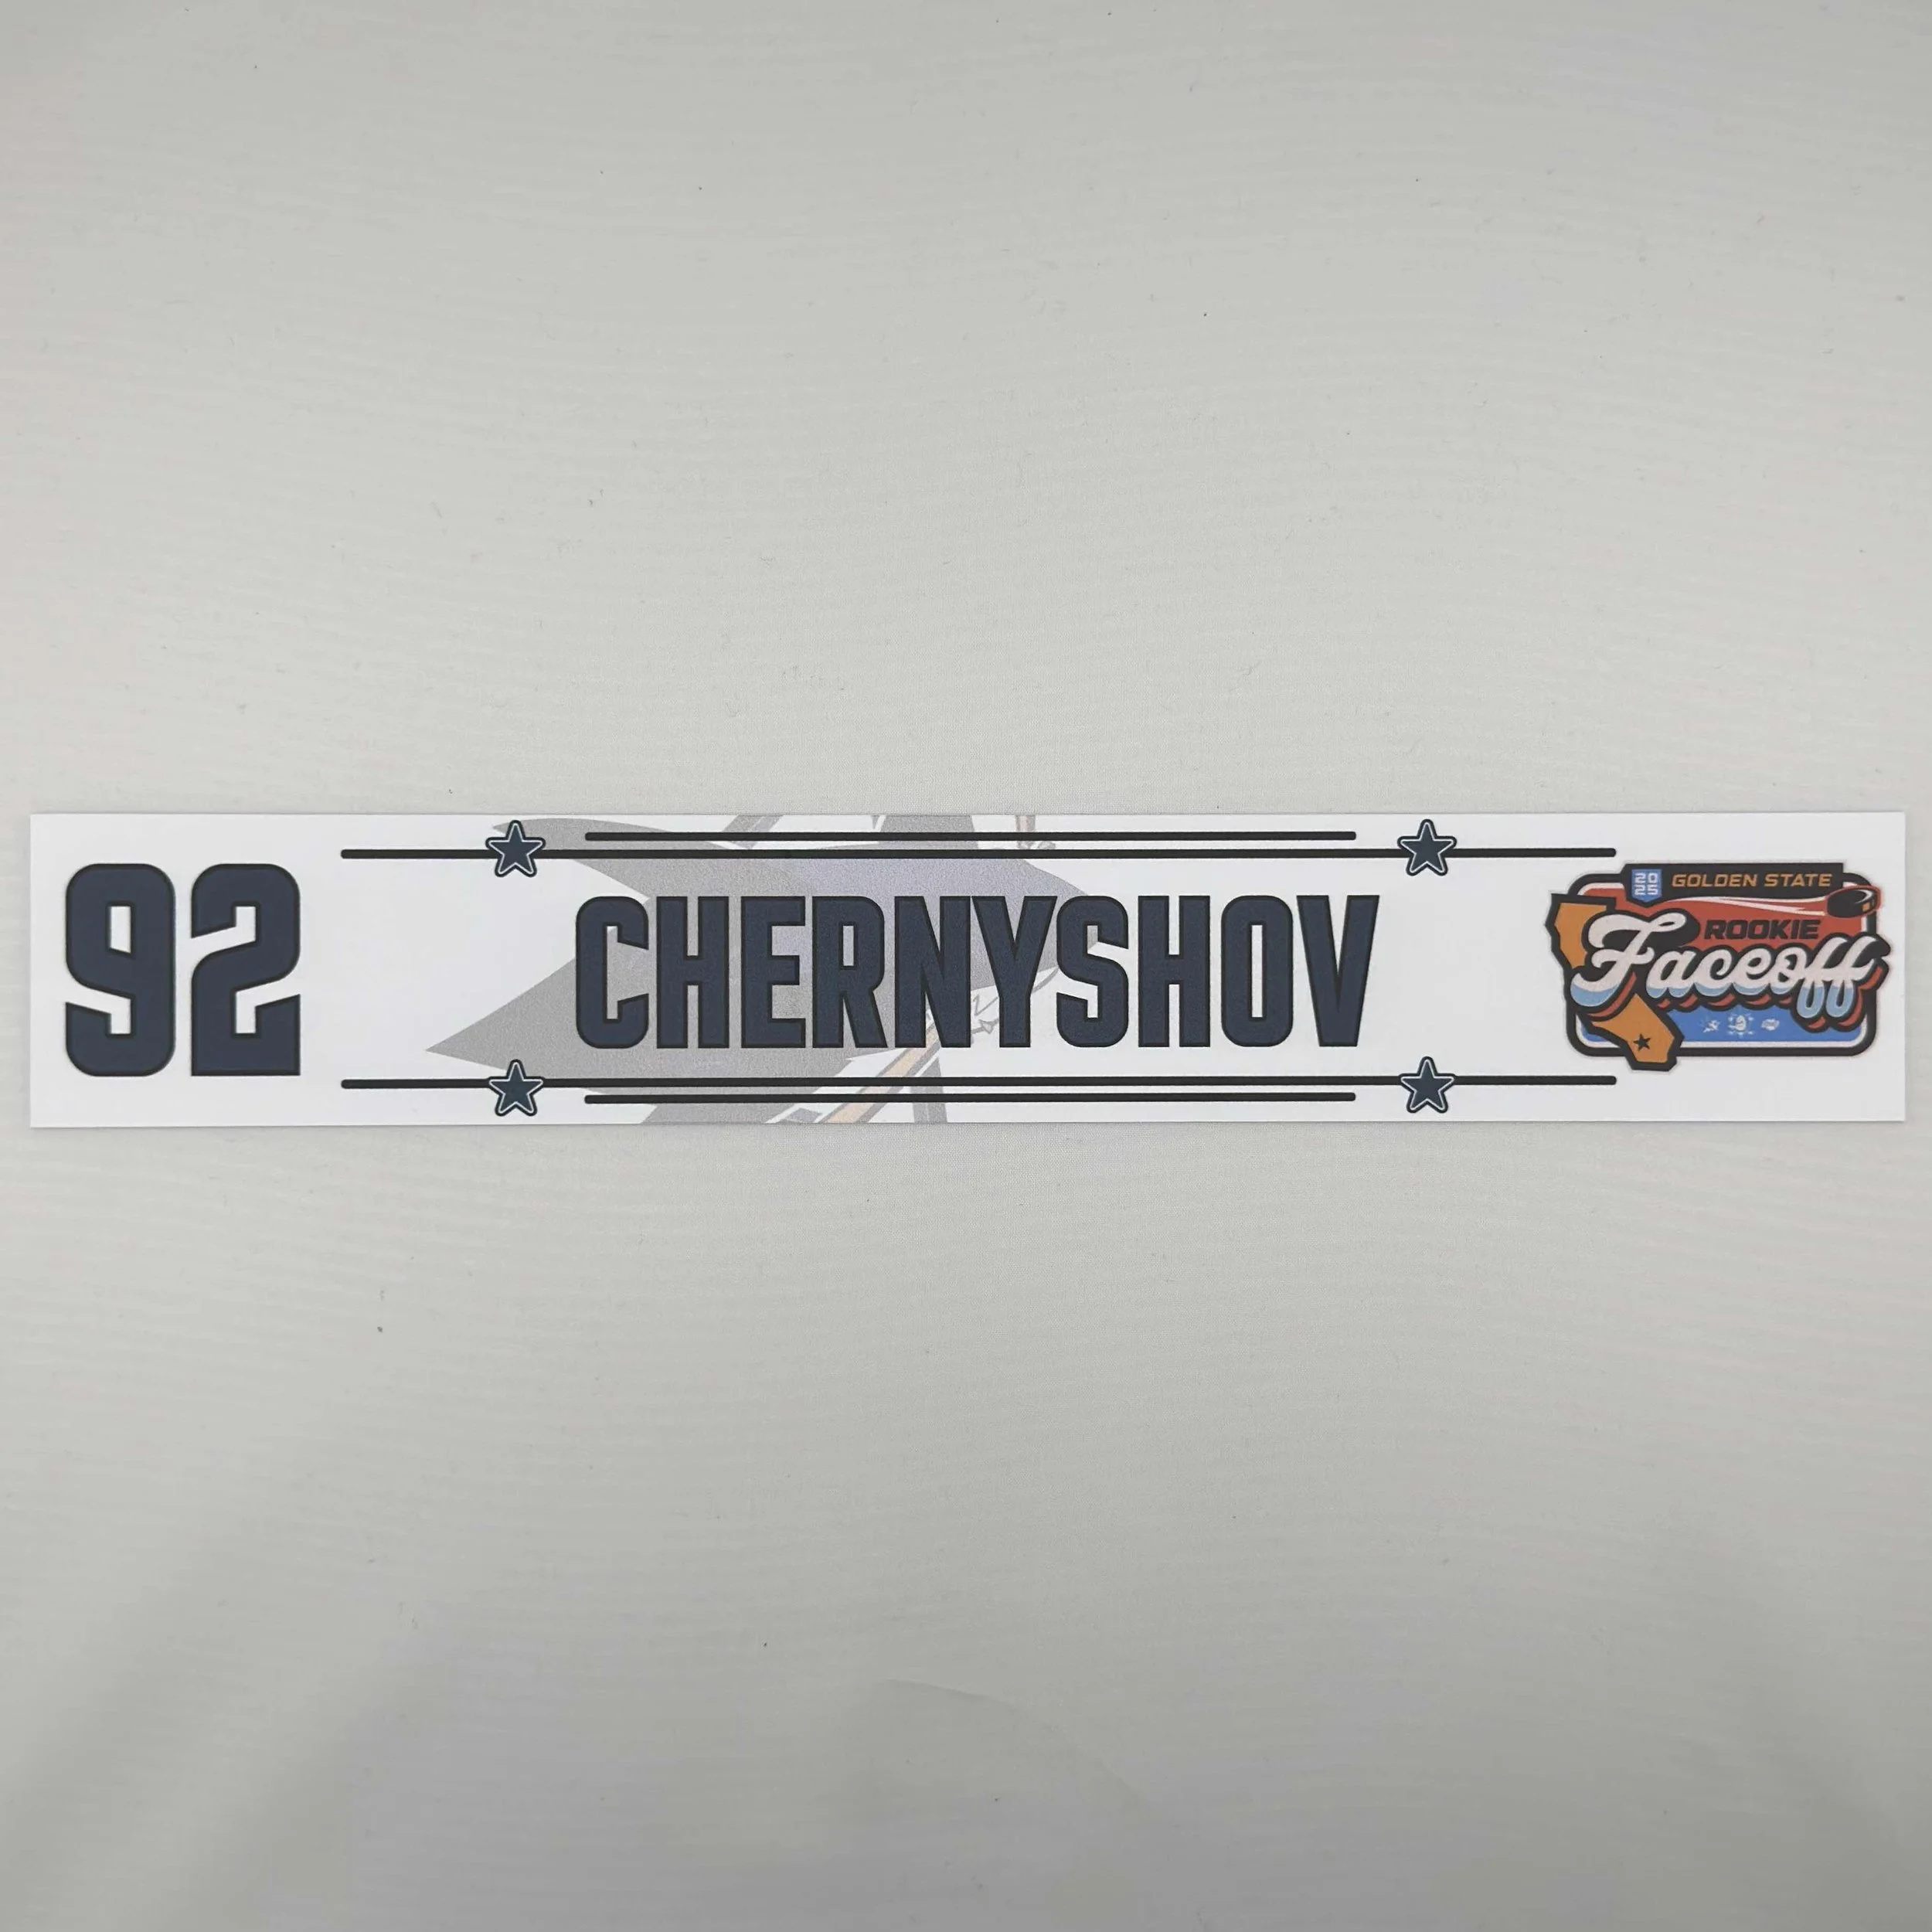 92
CHERNYSHOV
2025
GOLDEN STATE
ROOKIE
Faceoff